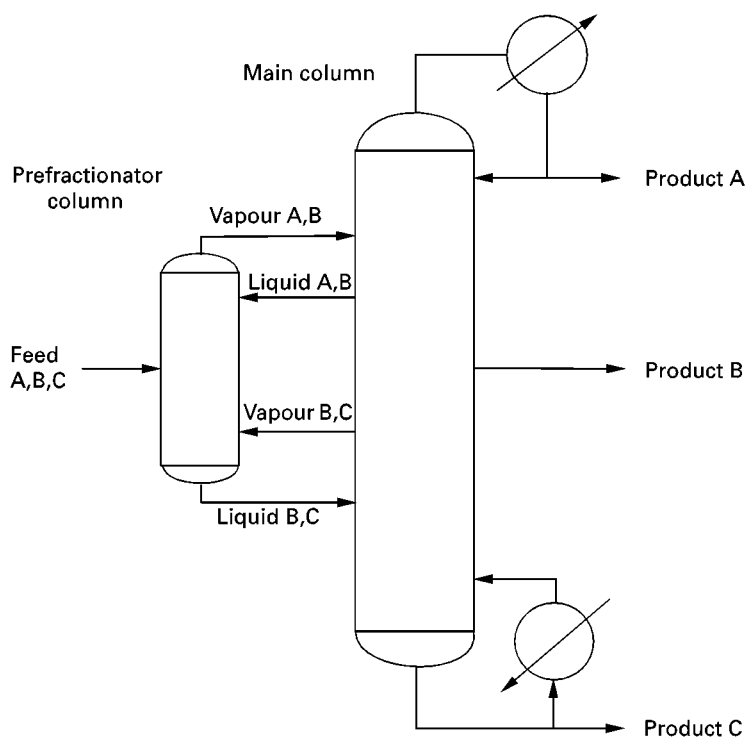 Main column
Prefractionator
column
Vapour A,B
Product A
Liquid A,B
Feed
A,B,C
Product B
Vapour B,C
Liquid B,C
Product C